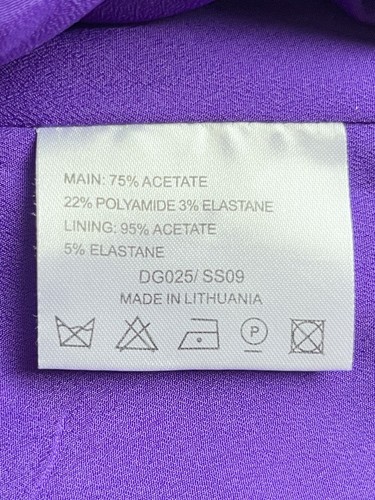 MAIN: 75% ACETATE
22% POLYAMIDE 3% ELASTANE
LINING: 95% ACETATE
5% ELASTANE
DG025/ SS09
MADE IN LITHUANIA
P